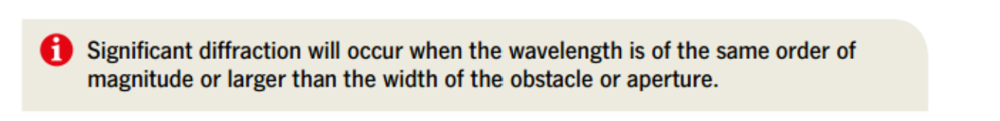 i Significant diffraction will occur when the wavelength is of the same order of
magnitude or larger than the width of the obstacle or aperture.